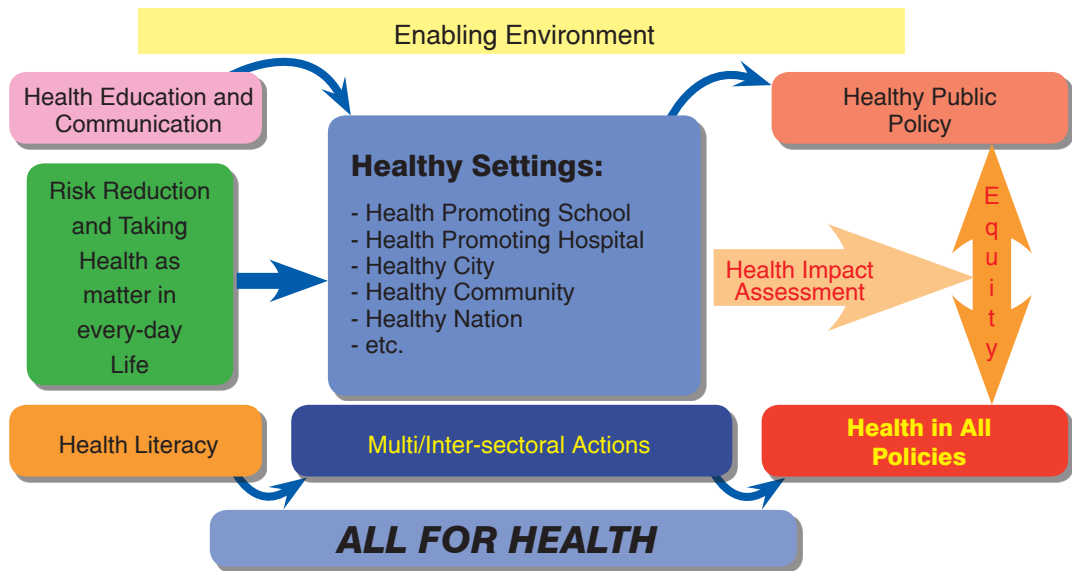 Enabling Environment
Health Education and
Communication
Healthy Public
Policy
Risk Reduction
and Taking
Health as
matter in
every-day
Life
Healthy Settings:
- Health Promoting School
- Health Promoting Hospital
- Healthy City
- Healthy Community
- Healthy Nation
- etc.
Health Impact
Assessment
Equity
Health Literacy
Multi/Inter-sectoral Actions
Health in All
Policies
ALL FOR HEALTH